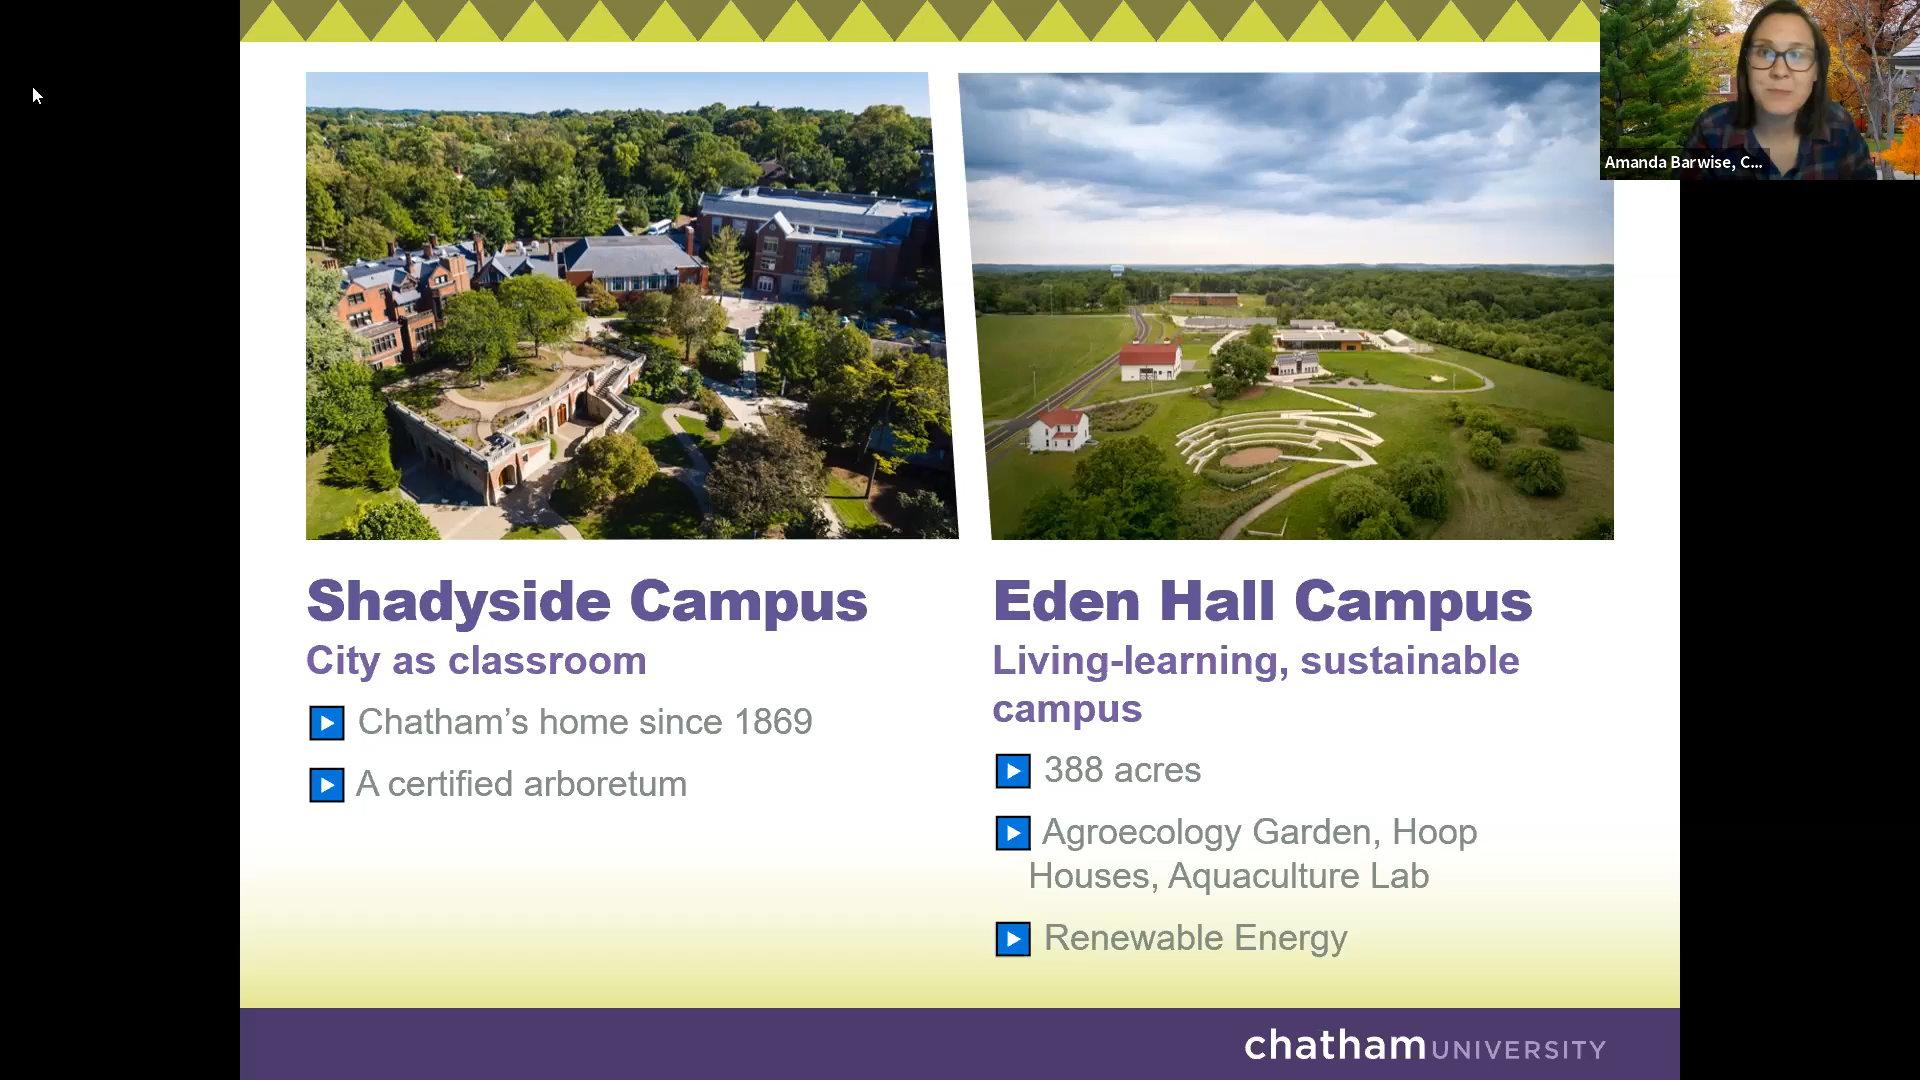 Amanda Barwise, C...
Shadyside Campus
City as classroom
Chatham's home since 1869
A certified arboretum
Eden Hall Campus
Living-learning, sustainable
campus
388 acres
Agroecology Garden, Hoop
Houses, Aquaculture Lab
Renewable Energy
chatham UNIVERSITY